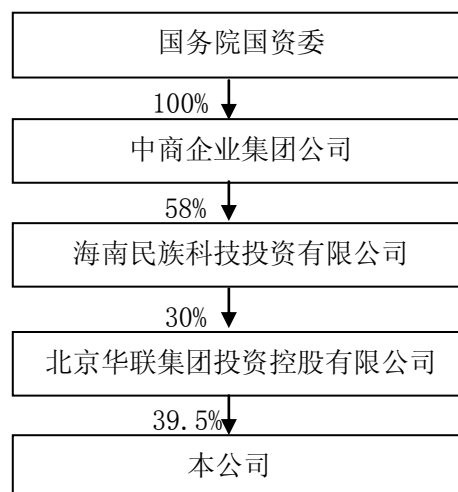 国务院国资委
100%
中商企业集团公司
58%
海南民族科技投资有限公司
30%
北京华联集团投资控股有限公司
39.5%
本公司